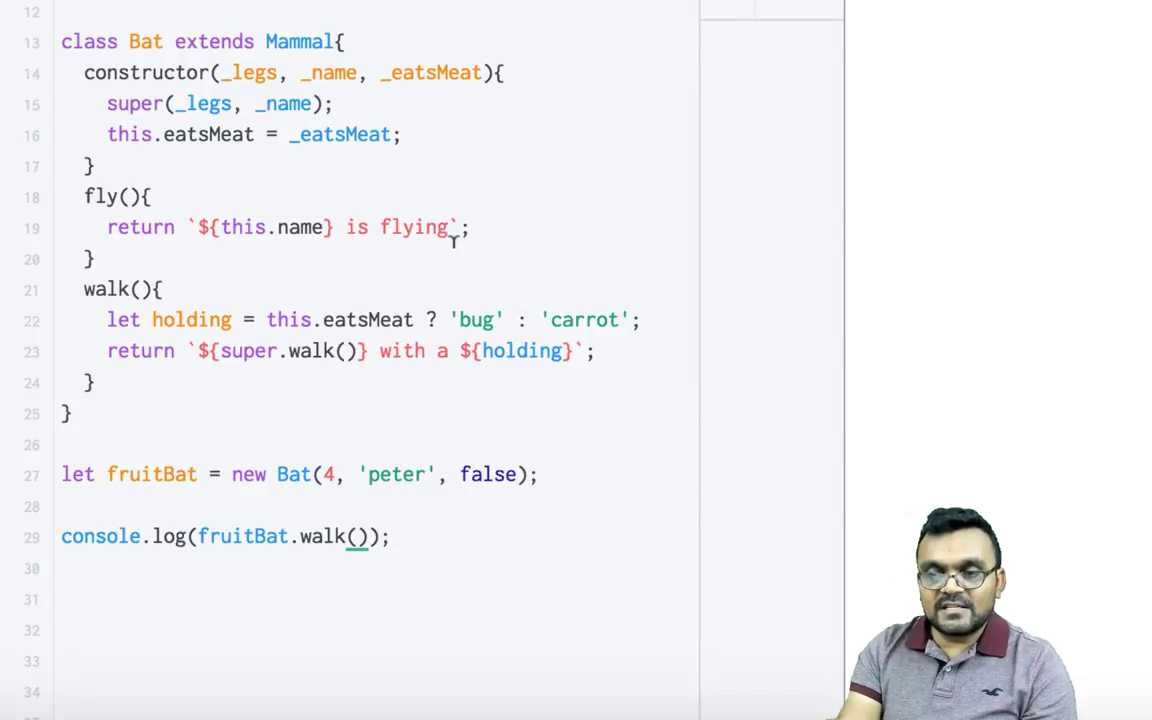 12
13 class Bat extends Mammal{
14 constructor(_legs, _name, _eatsMeat){
15 super(_legs, _name);
16 this.eatsMeat = _eatsMeat;
17 }
18 fly(){
19 return `${this.name} is flying`;
20 }
21 walk(){
22 let holding = this.eatsMeat ? 'bug' : 'carrot';
23 return `${super.walk()} with a ${holding}`;
24 }
25 }
26
27 let fruitBat = new Bat(4, 'peter', false);
28
29 console.log(fruitBat.walk());
30
31
32
33
34